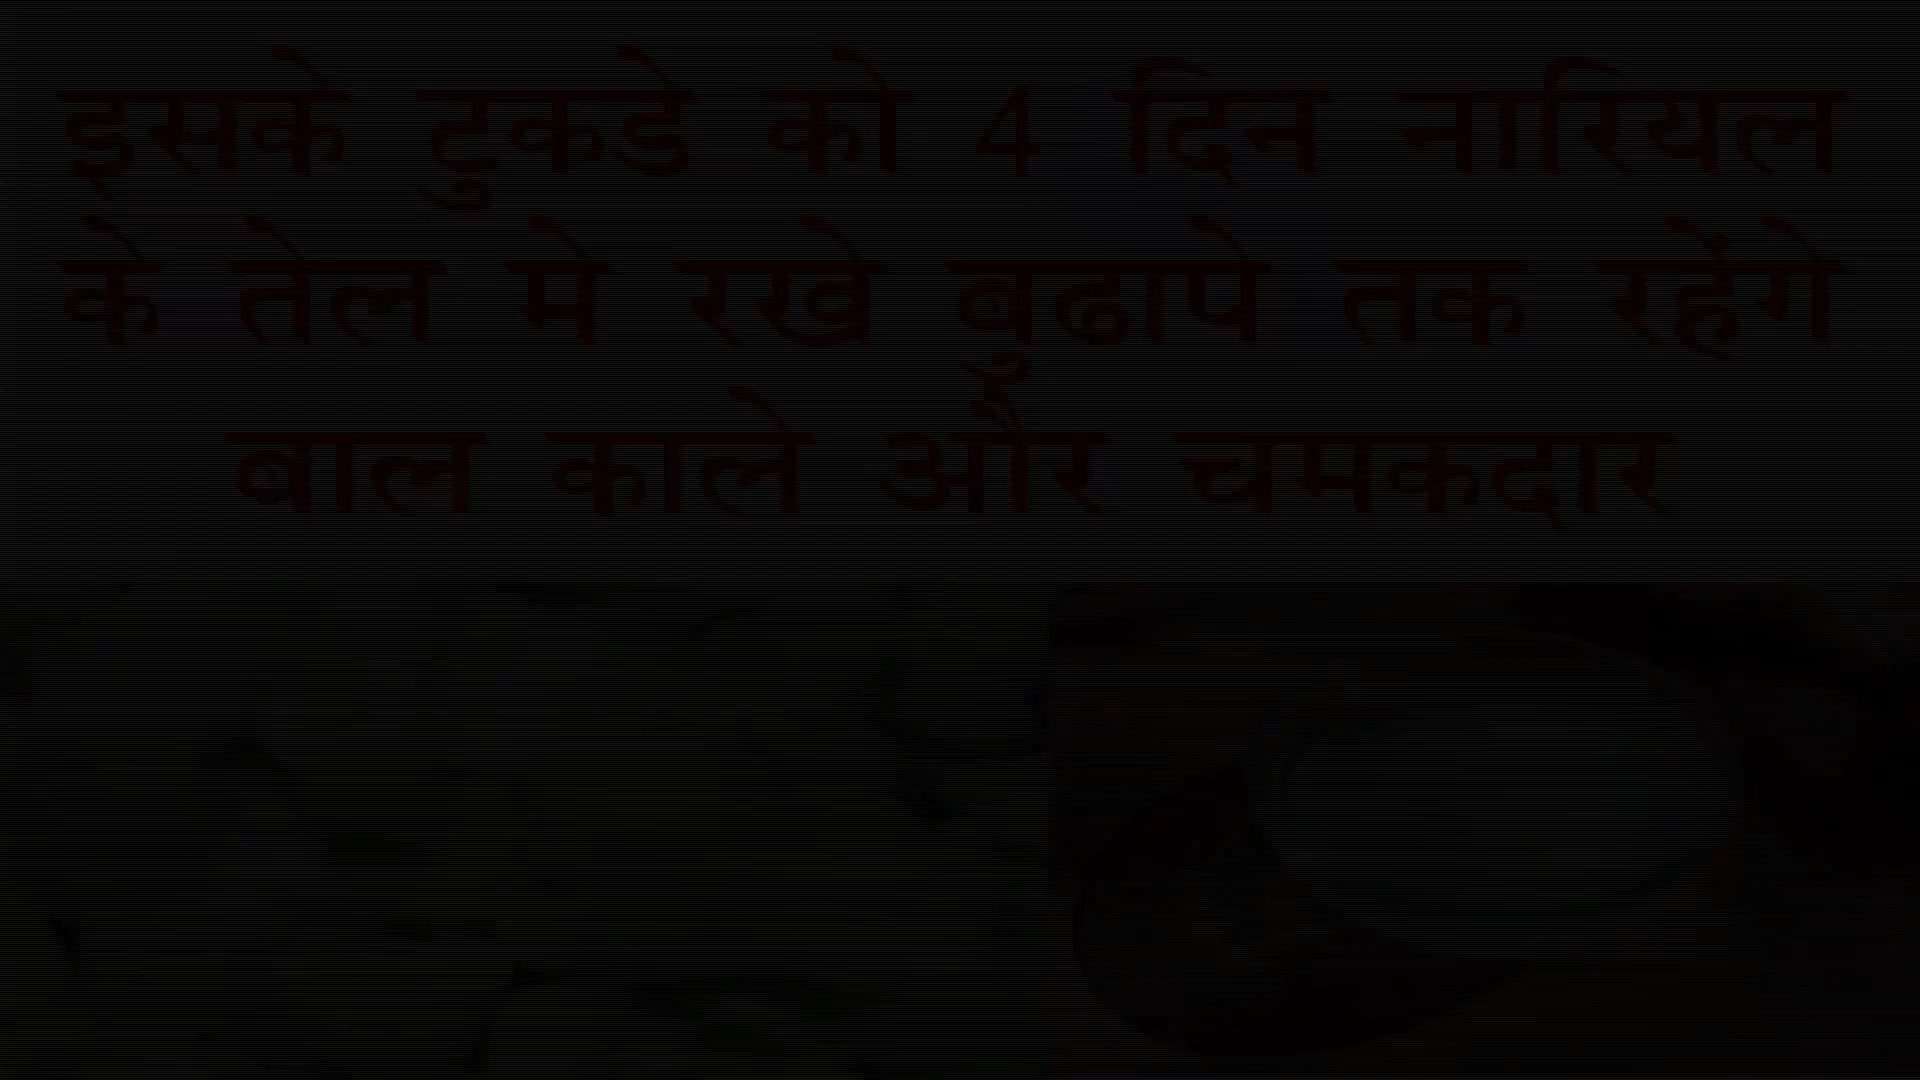 इसके टुकडे को 4 दिन नारियल
के तेल मे रखे बुढापे तक रहेंगे
बाल काले और चमकदार